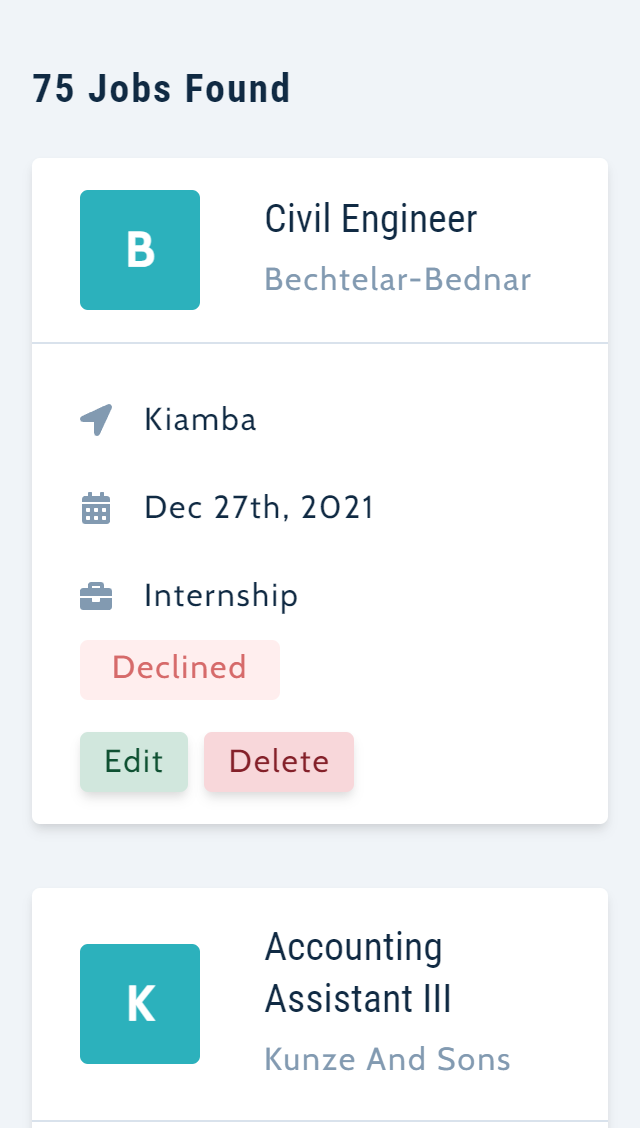 75 Jobs Found
B
Civil Engineer
Bechtelar-Bednar
Kiamba
Dec 27th, 2021
Internship
Declined
Edit
Delete
K
Accounting
Assistant III
Kunze And Sons